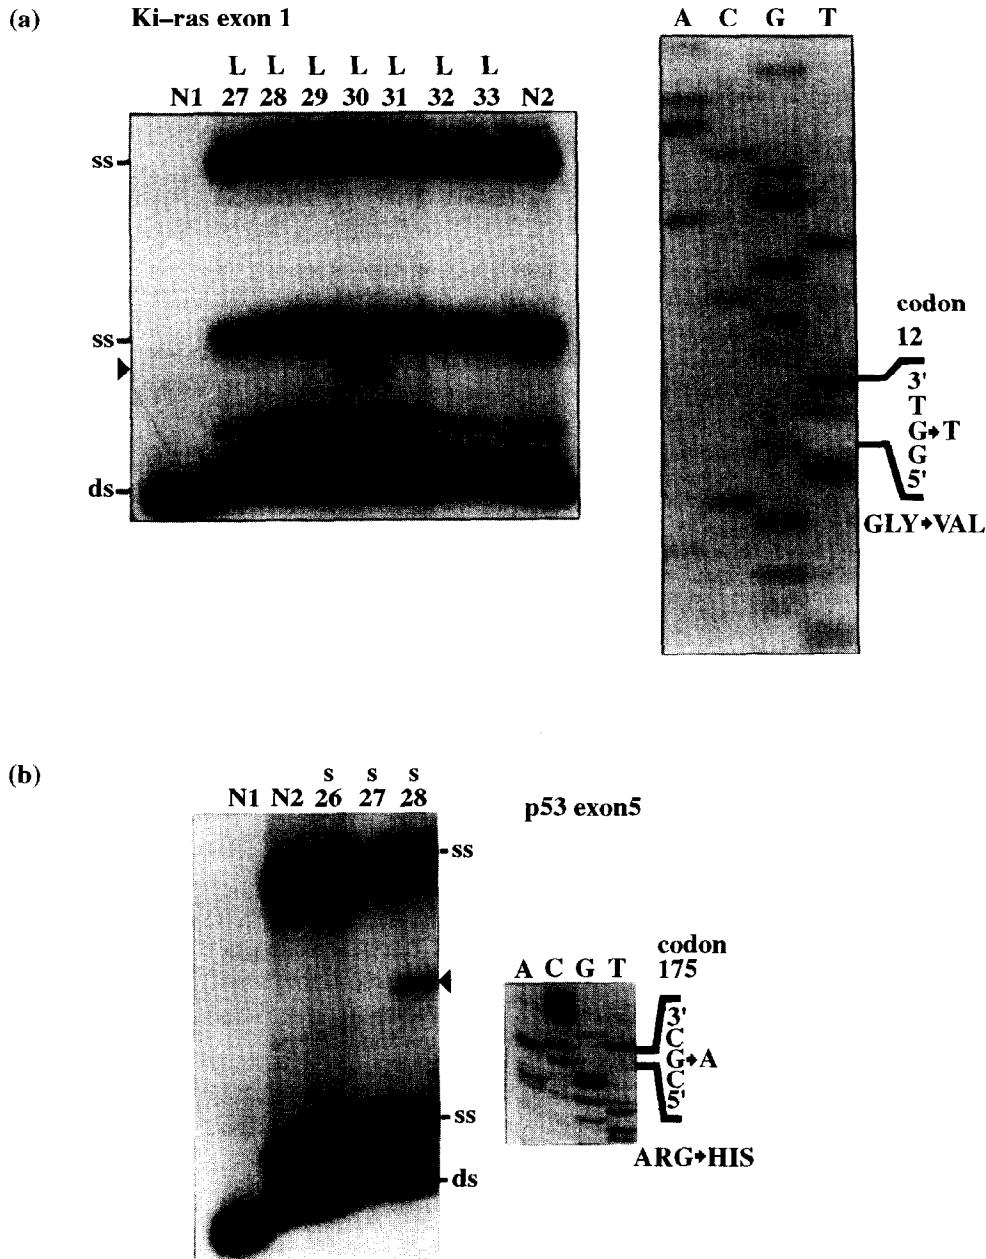 (a)
Ki–ras exon 1
L L L L L L L
N1 27 28 29 30 31 32 33 N2
ss
ss
ds
A C G T
codon
12
3'
T
G→T
G
5'
GLY→VAL
(b)
s s s
N1 N2 26 27 28
ss
ss
ds
p53 exon5
A C G T
codon
175
3'
C
G→A
C
5'
ARG→HIS